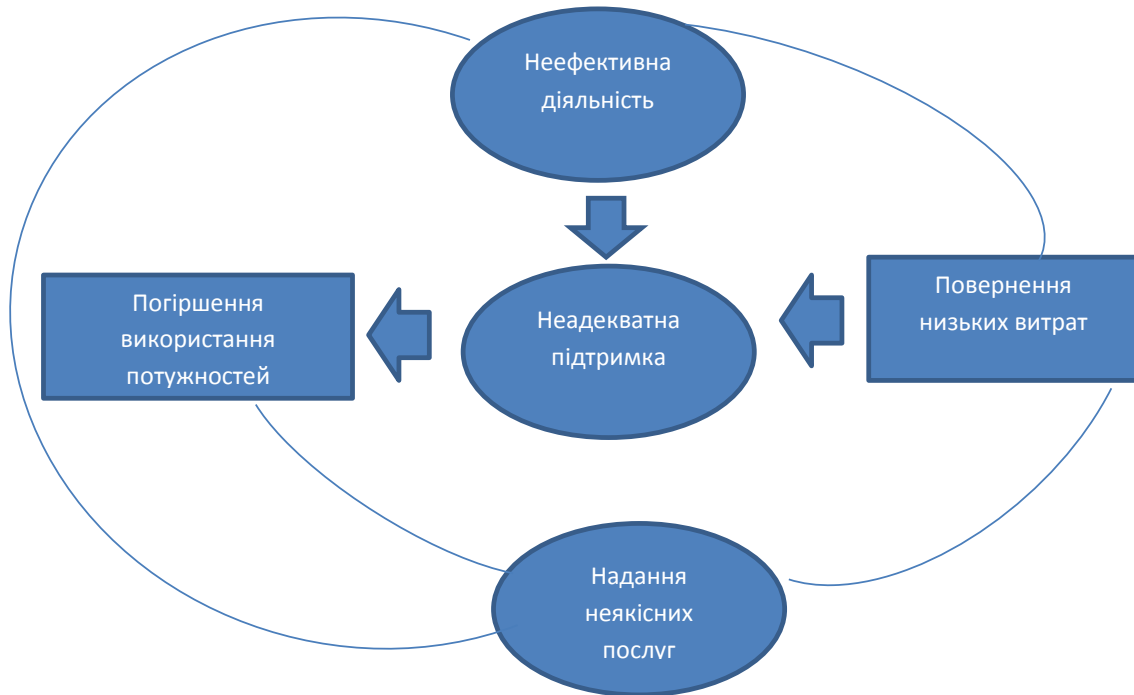 Неефективна
діяльність
Погіршення
використання
потужностей
Неадекватна
підтримка
Повернення
низьких витрат
Надання
неякісних
послуг